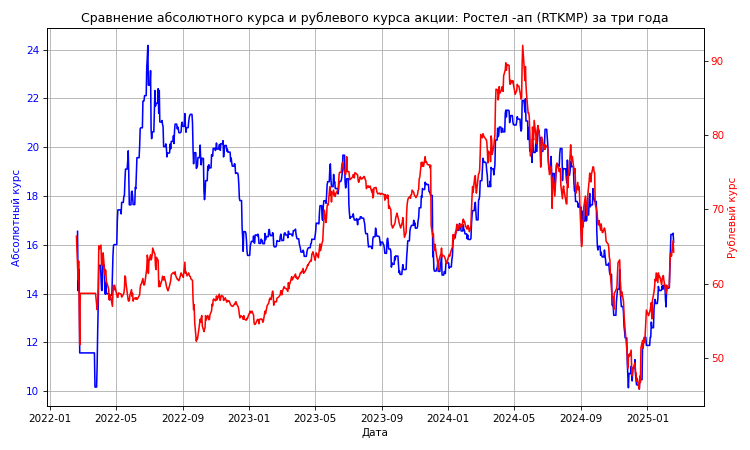 Сравнение абсолютного курса и рублевого курса акции: Ростел -ап (RTKMP) за три года
24
22
20
18
16
14
12
10
Абсолютный курс
90
80
70
60
50
Рублевый курс
2022-01 2022-05 2022-09 2023-01 2023-05 2023-09 2024-01 2024-05 2024-09 2025-01
Дата